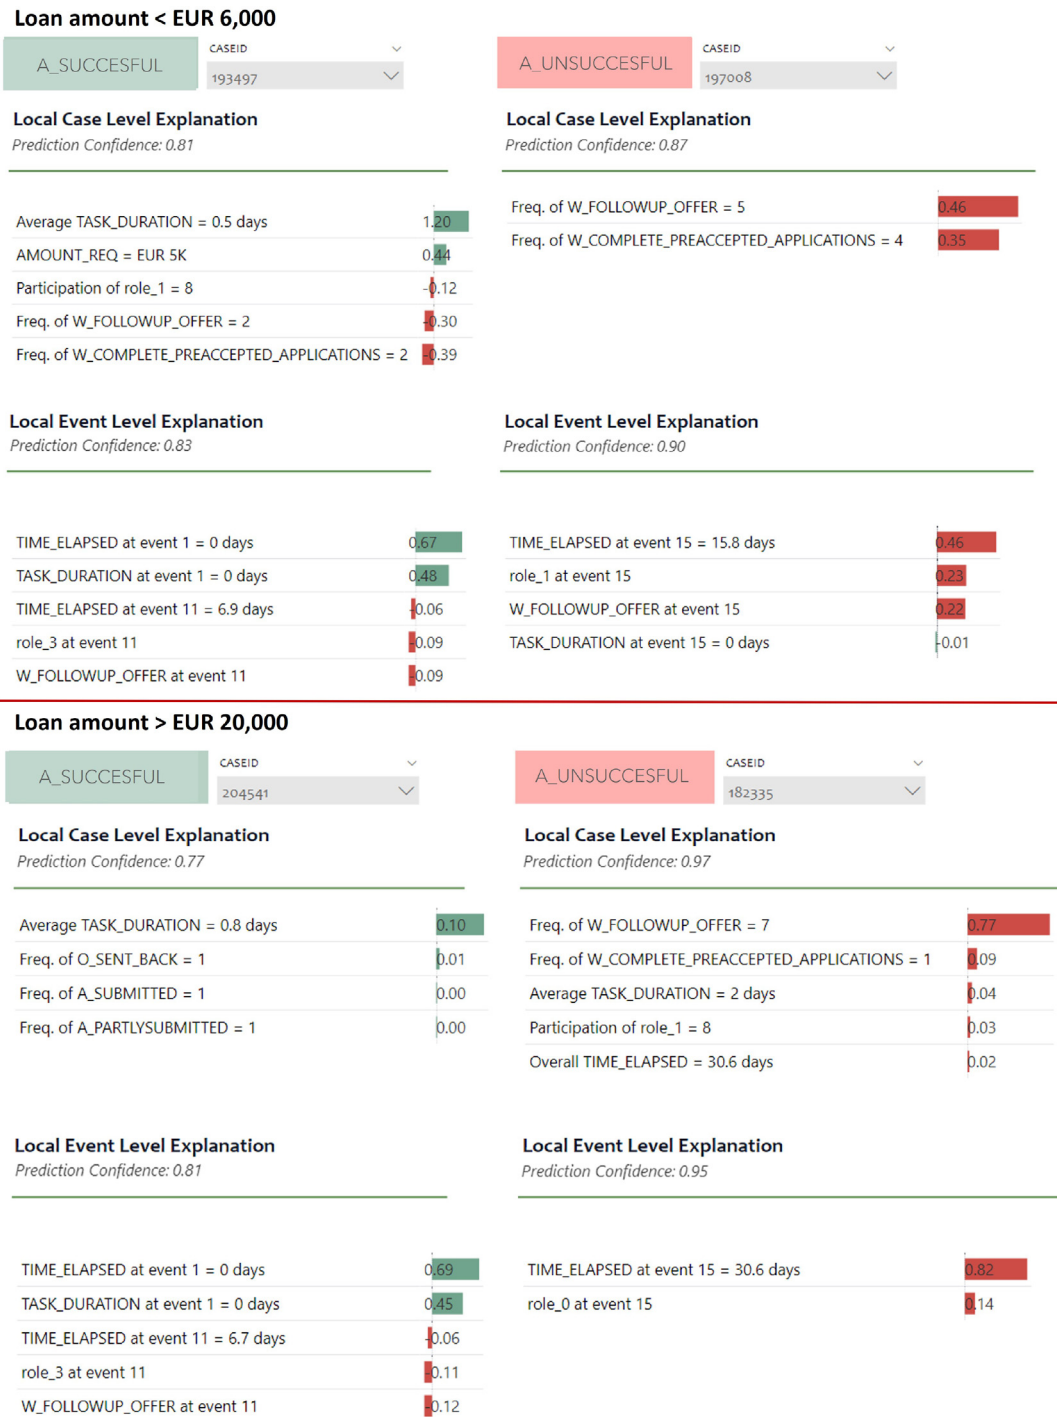 Loan amount < EUR 6,000
A_SUCCESFUL
CASEID
193497
Local Case Level Explanation
Prediction Confidence: 0.81
Average TASK_DURATION = 0.5 days 1.20
AMOUNT_REQ = EUR 5K 0.44
Participation of role_1 = 8 -0.12
Freq. of W_FOLLOWUP_OFFER = 2 -0.30
Freq. of W_COMPLETE_PREACCEPTED_APPLICATIONS = 2 -0.39
Local Event Level Explanation
Prediction Confidence: 0.83
TIME_ELAPSED at event 1 = 0 days 0.67
TASK_DURATION at event 1 = 0 days 0.48
TIME_ELAPSED at event 11 = 6.9 days -0.06
role_3 at event 11 -0.09
W_FOLLOWUP_OFFER at event 11 -0.09
A_UNSUCCESFUL
CASEID
197008
Local Case Level Explanation
Prediction Confidence: 0.87
Freq. of W_FOLLOWUP_OFFER = 5 0.46
Freq. of W_COMPLETE_PREACCEPTED_APPLICATIONS = 4 0.35
Local Event Level Explanation
Prediction Confidence: 0.90
TIME_ELAPSED at event 15 = 15.8 days 0.46
role_1 at event 15 0.23
W_FOLLOWUP_OFFER at event 15 0.22
TASK_DURATION at event 15 = 0 days -0.01
Loan amount > EUR 20,000
A_SUCCESFUL
CASEID
204541
Local Case Level Explanation
Prediction Confidence: 0.77
Average TASK_DURATION = 0.8 days 0.10
Freq. of O_SENT_BACK = 1 0.01
Freq. of A_SUBMITTED = 1 0.00
Freq. of A_PARTLYSUBMITTED = 1 0.00
Local Event Level Explanation
Prediction Confidence: 0.81
TIME_ELAPSED at event 1 = 0 days 0.69
TASK_DURATION at event 1 = 0 days 0.45
TIME_ELAPSED at event 11 = 6.7 days -0.06
role_3 at event 11 -0.11
W_FOLLOWUP_OFFER at event 11 -0.12
A_UNSUCCESFUL
CASEID
182335
Local Case Level Explanation
Prediction Confidence: 0.97
Freq. of W_FOLLOWUP_OFFER = 7 0.77
Freq. of W_COMPLETE_PREACCEPTED_APPLICATIONS = 1 0.09
Average TASK_DURATION = 2 days 0.04
Participation of role_1 = 8 0.03
Overall TIME_ELAPSED = 30.6 days 0.02
Local Event Level Explanation
Prediction Confidence: 0.95
TIME_ELAPSED at event 15 = 30.6 days 0.82
role_0 at event 15 0.14